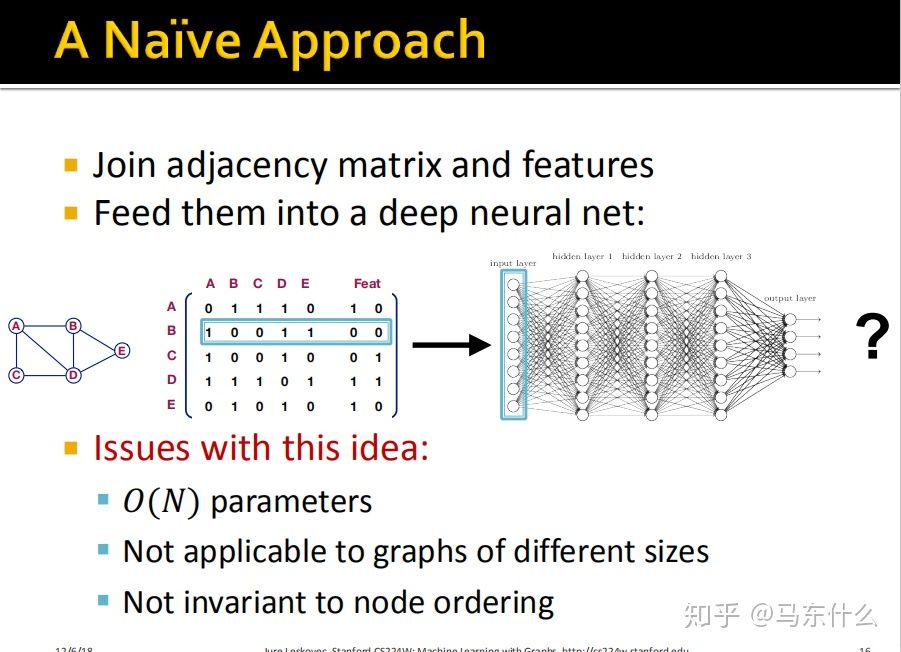 A Naïve Approach
Join adjacency matrix and features
Feed them into a deep neural net:
A B C D E Feat
A 0 1 1 1 0 1 0
B 1 0 0 1 1 0 0
C 1 0 0 1 0 0 1
D 1 1 1 0 1 1 1
E 0 1 0 1 0 1 0
A B
E
C D
input layer hidden layer 1 hidden layer 2 hidden layer 3
output layer
?
Issues with this idea:
O(N) parameters
Not applicable to graphs of different sizes
Not invariant to node ordering
知乎 @马东什么
12/6/18 Jure Leskovec, Stanford CS224W: Machine Learning with Graphs, http://cs224w.stanford.edu 16